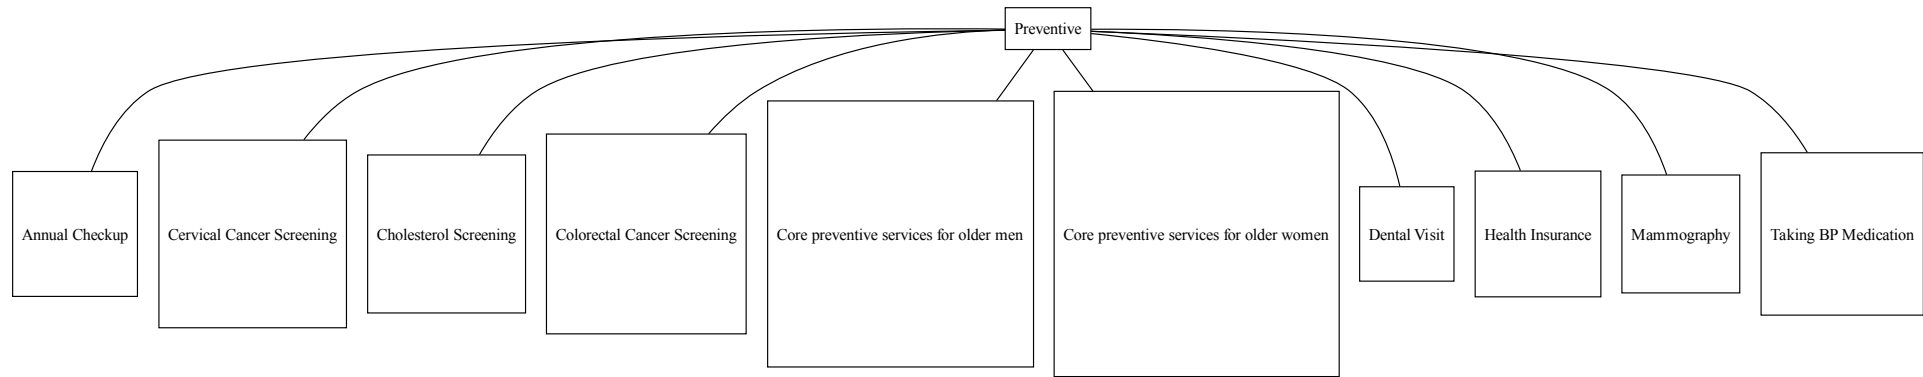 Preventive
Annual Checkup
Cervical Cancer Screening
Cholesterol Screening
Colorectal Cancer Screening
Core preventive services for older men
Core preventive services for older women
Dental Visit
Health Insurance
Mammography
Taking BP Medication